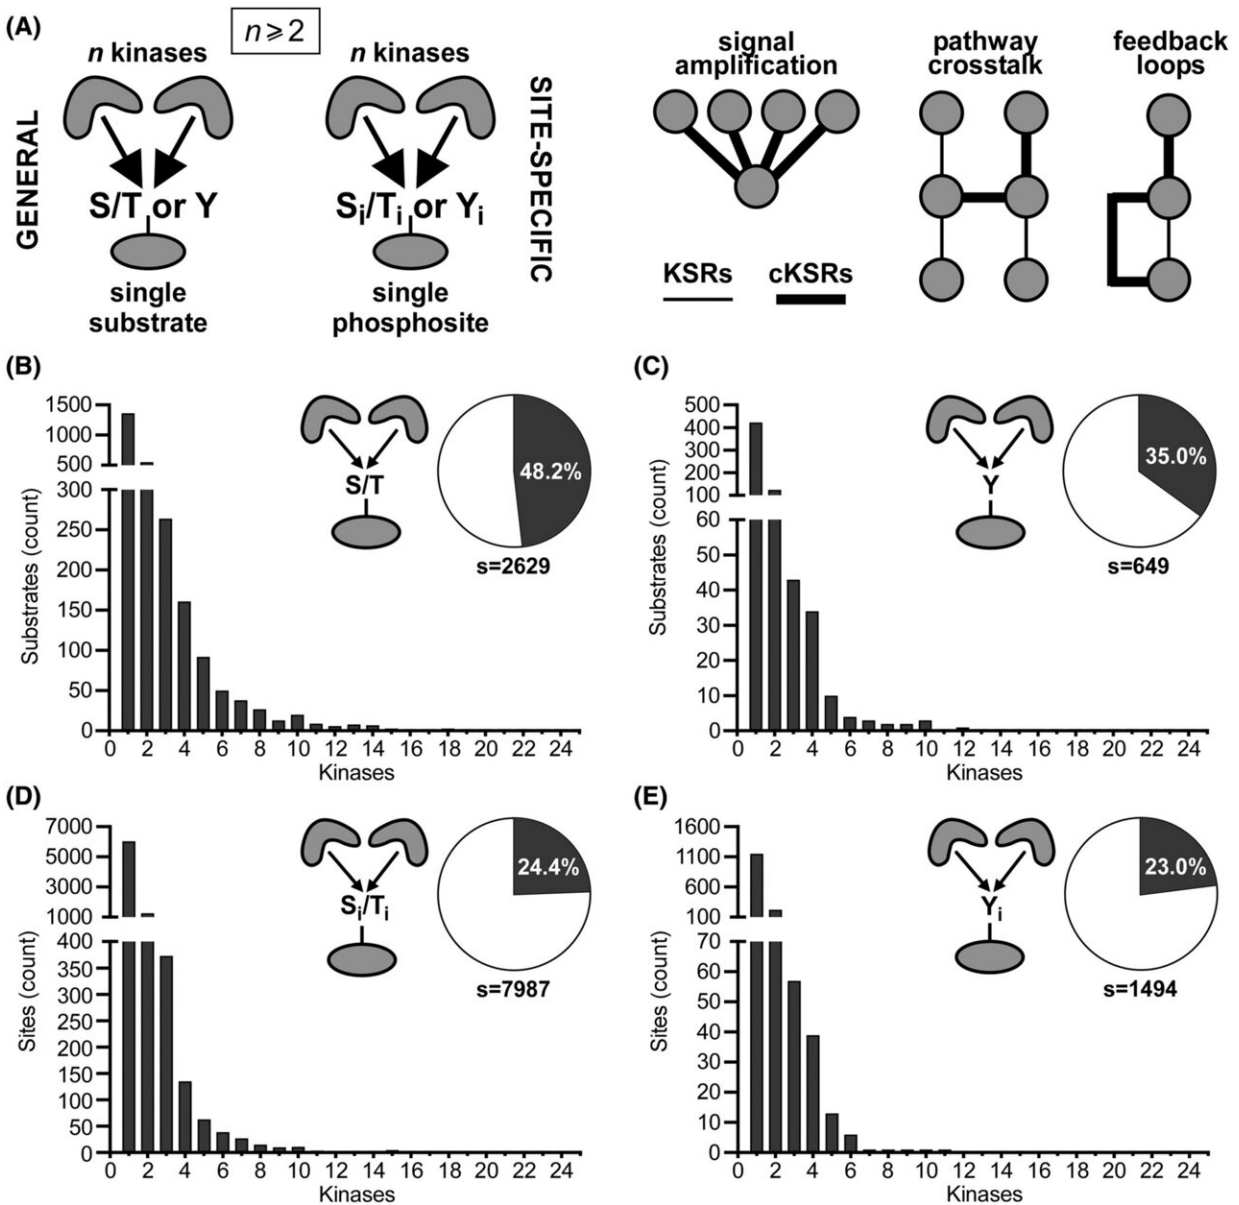 (A)
n ⩾ 2
n kinases
n kinases
GENERAL
SITE-SPECIFIC
S/T or Y
Si/Ti or Yi
single
substrate
single
phosphosite
signal
amplification
pathway
crosstalk
feedback
loops
KSRs
cKSRs
(B)
Substrates (count)
1500
1000
500
300
250
200
150
100
50
0
0 2 4 6 8 10 12 14 16 18 20 22 24
Kinases
S/T
48.2%
s=2629
(C)
Substrates (count)
500
400
300
200
100
60
50
40
30
20
10
0
0 2 4 6 8 10 12 14 16 18 20 22 24
Kinases
Y
35.0%
s=649
(D)
Sites (count)
7000
5000
3000
1000
400
350
300
250
200
150
100
50
0
0 2 4 6 8 10 12 14 16 18 20 22 24
Kinases
Si/Ti
24.4%
s=7987
(E)
Sites (count)
1600
1100
600
100
70
60
50
40
30
20
10
0
0 2 4 6 8 10 12 14 16 18 20 22 24
Kinases
Yi
23.0%
s=1494